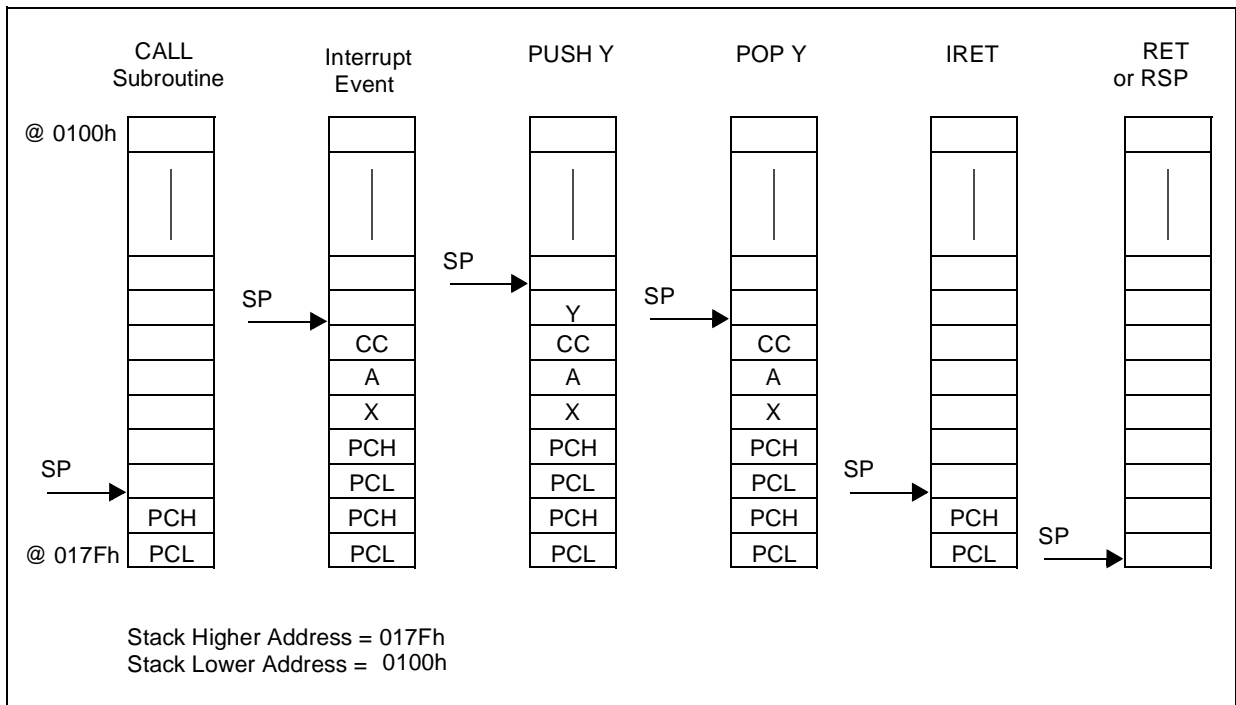 CALL
Subroutine
Interrupt
Event
PUSH Y
POP Y
IRET
RET
or RSP
@ 0100h
SP
SP
SP
Y
CC
CC
CC
A
A
A
X
X
X
PCH
PCH
PCH
SP
SP
PCL
PCL
PCL
PCH
PCH
PCH
PCH
PCH
SP
@ 017Fh
PCL
PCL
PCL
PCL
PCL
Stack Higher Address = 017Fh
Stack Lower Address = 0100h